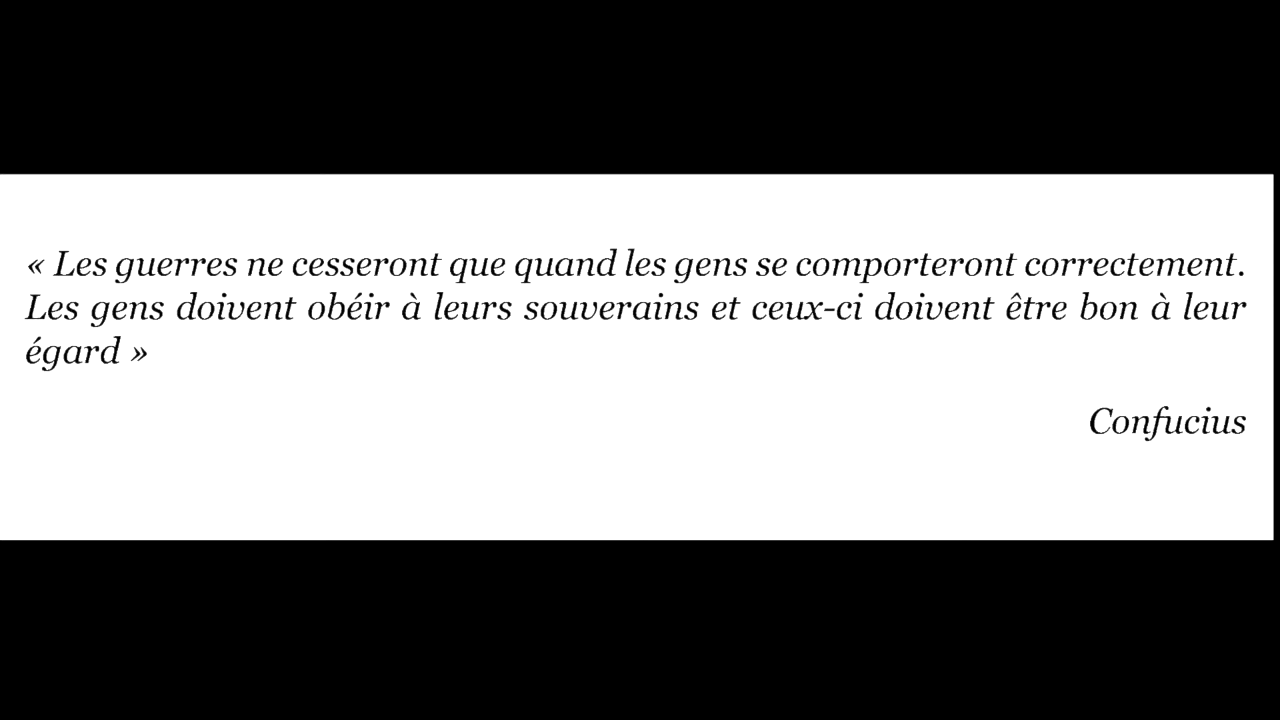 « Les guerres ne cesseront que quand les gens se comporteront correctement.
Les gens doivent obéir à leurs souverains et ceux-ci doivent être bon à leur
égard »
Confucius